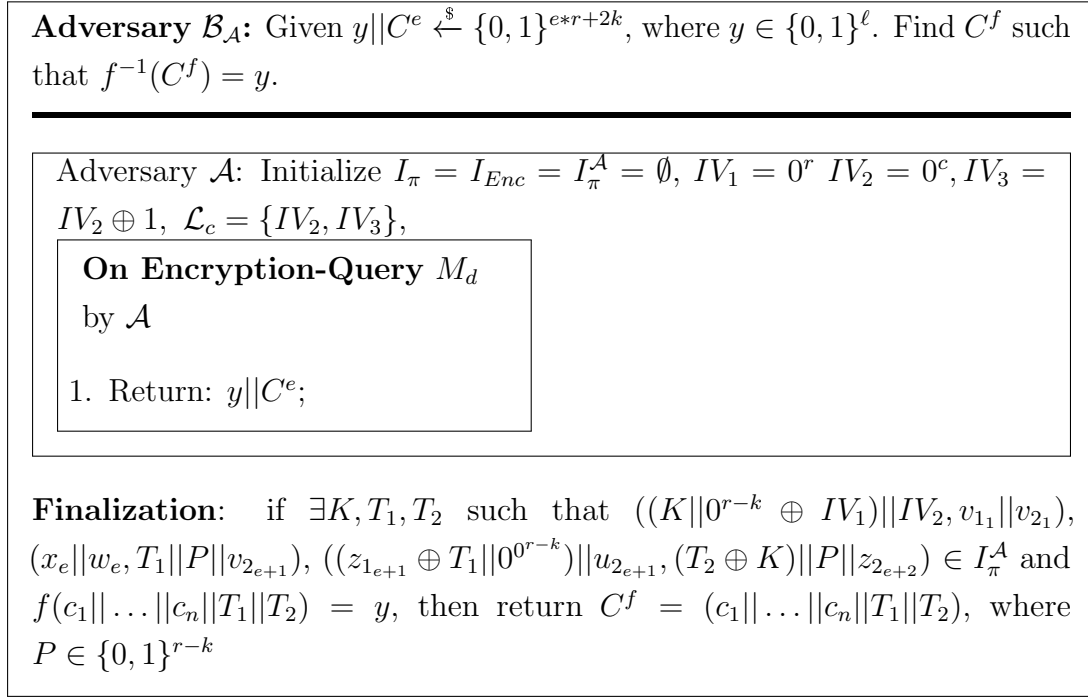 Adversary $\mathcal{B}_{\mathcal{A}}$: Given $y||C^e \xleftarrow{\$} \{0,1\}^{e*r+2k}$, where $y \in \{0,1\}^{\ell}$. Find $C^f$ such
that $f^{-1}(C^f) = y$.
Adversary $\mathcal{A}$: Initialize $I_\pi = I_{Enc} = I_\pi^{\mathcal{A}} = \emptyset$, $IV_1 = 0^r$ $IV_2 = 0^c, IV_3 =$
$IV_2 \oplus 1$, $\mathcal{L}_c = \{IV_2, IV_3\}$,
On Encryption-Query $M_d$
by $\mathcal{A}$
1. Return: $y||C^e$;
Finalization: if $\exists K, T_1, T_2$ such that $((K||0^{r-k} \oplus IV_1)||IV_2, v_{1_1}||v_{2_1})$,
$(x_e||w_e, T_1||P||v_{2_{e+1}})$, $((z_{1_{e+1}} \oplus T_1||0^{0^{r-k}})||u_{2_{e+1}}, (T_2 \oplus K)||P||z_{2_{e+2}}) \in I_\pi^{\mathcal{A}}$ and
$f(c_1||\ldots||c_n||T_1||T_2) = y$, then return $C^f = (c_1||\ldots||c_n||T_1||T_2)$, where
$P \in \{0,1\}^{r-k}$